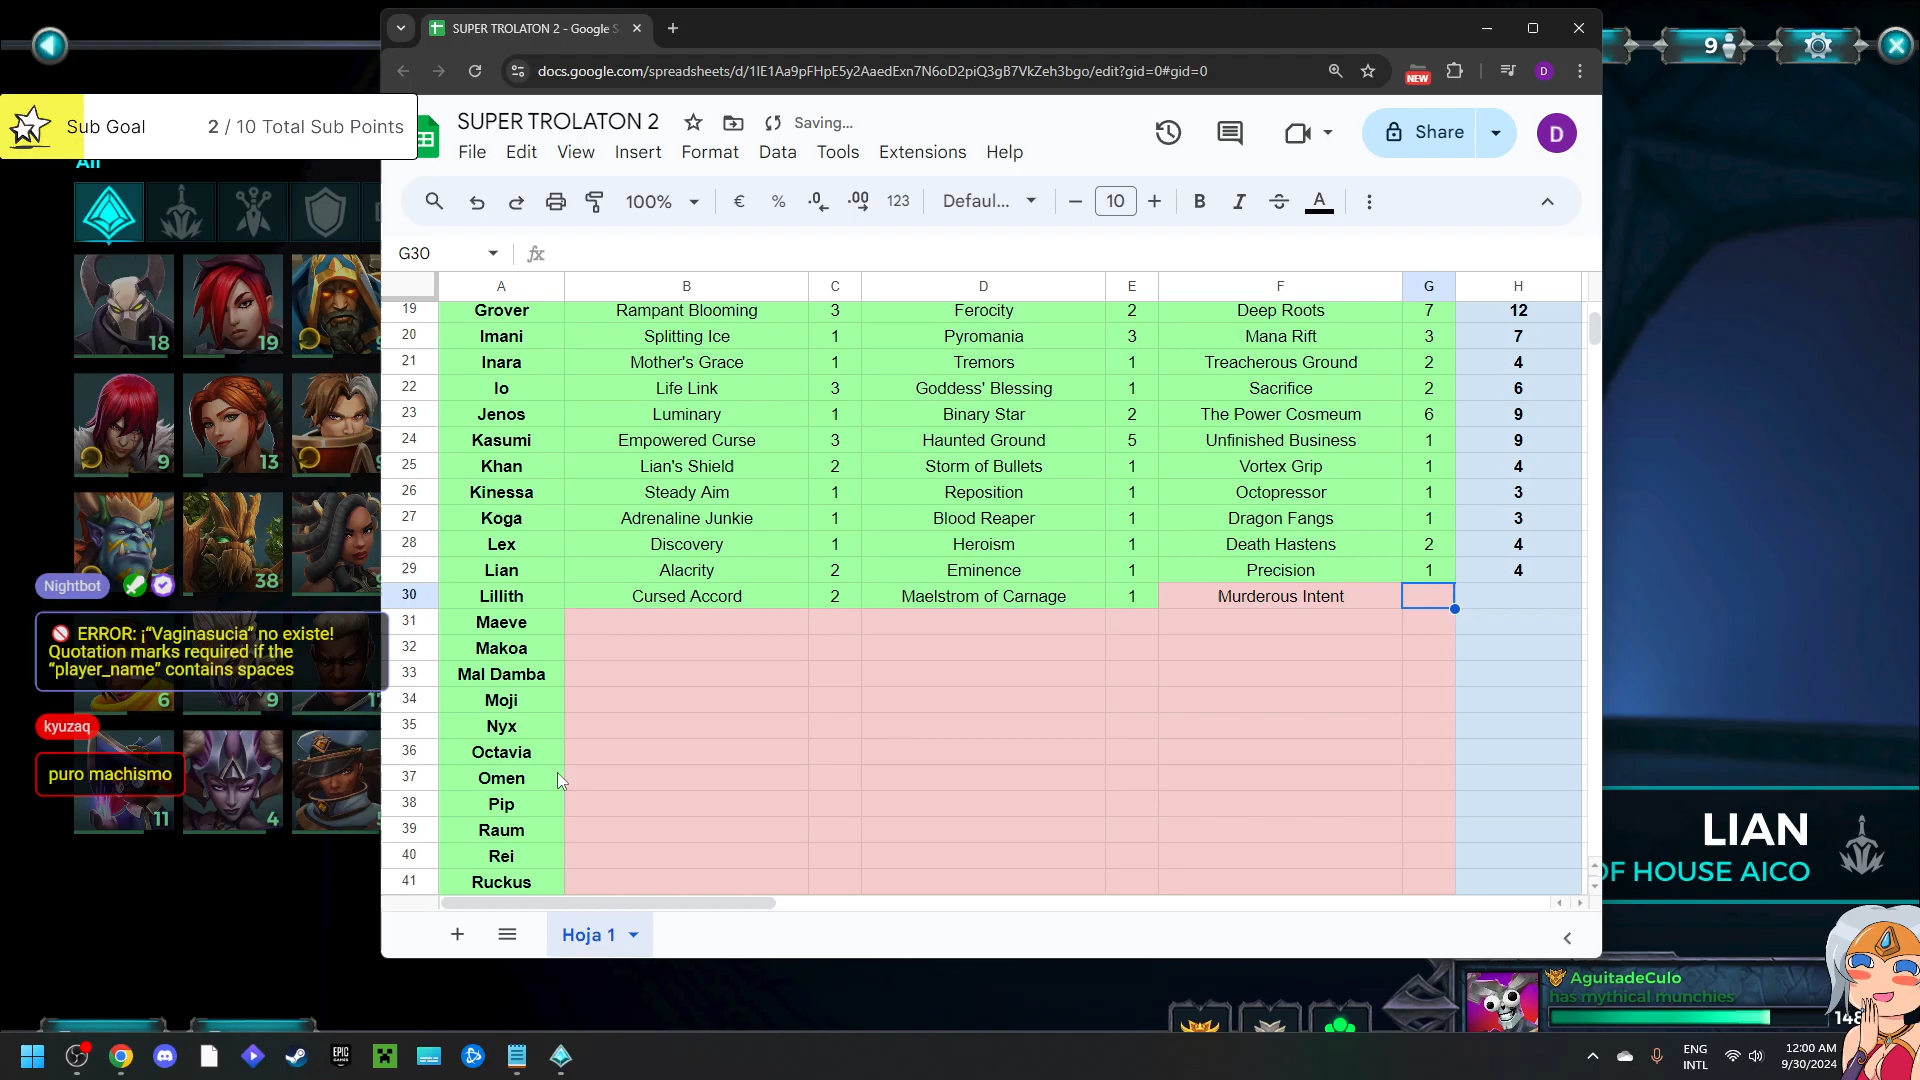 SUPER TROLATON 2 - Google S
docs.google.com/spreadsheets/d/1IE1Aa9pFHpE5y2AaedExn7N6oD2piQ3gB7VkZeh3bgo/edit?gid=0#gid=0
NEW
D
9
Sub Goal 2 / 10 Total Sub Points
All
SUPER TROLATON 2 Saving...
Share
D
File Edit View Insert Format Data Tools Extensions Help
100% € % .0 .00 123 Defaul... 10 B I S A
G30 fx
A B C D E F G H
19 Grover Rampant Blooming 3 Ferocity 2 Deep Roots 7 12
20 Imani Splitting Ice 1 Pyromania 3 Mana Rift 3 7
21 Inara Mother's Grace 1 Tremors 1 Treacherous Ground 2 4
22 Io Life Link 3 Goddess' Blessing 1 Sacrifice 2 6
23 Jenos Luminary 1 Binary Star 2 The Power Cosmeum 6 9
24 Kasumi Empowered Curse 3 Haunted Ground 5 Unfinished Business 1 9
25 Khan Lian's Shield 2 Storm of Bullets 1 Vortex Grip 1 4
26 Kinessa Steady Aim 1 Reposition 1 Octopressor 1 3
27 Koga Adrenaline Junkie 1 Blood Reaper 1 Dragon Fangs 1 3
28 Lex Discovery 1 Heroism 1 Death Hastens 2 4
29 Lian Alacrity 2 Eminence 1 Precision 1 4
30 Lillith Cursed Accord 2 Maelstrom of Carnage 1 Murderous Intent
31 Maeve
32 Makoa
33 Mal Damba
34 Moji
35 Nyx
36 Octavia
37 Omen
38 Pip
39 Raum
40 Rei
41 Ruckus
Hoja 1
18 19 9
9 13
38
6 9 17
11 4
Nightbot
ERROR: ¡“Vaginasucia” no existe!
Quotation marks required if the
“player_name” contains spaces
kyuzaq
puro machismo
LIAN
OF HOUSE AICO
AguitadeCulo
has mythical munchies
148
EPIC
GAMES
ENG
INTL
12:00 AM
9/30/2024